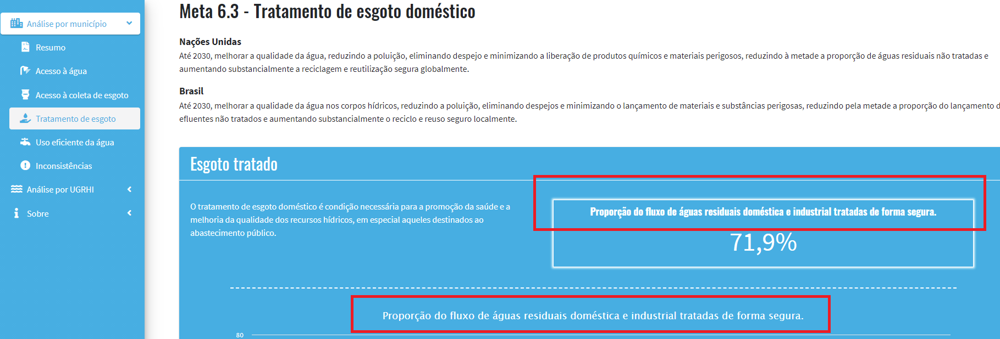 Análise por município
Resumo
Acesso à água
Acesso à coleta de esgoto
Tratamento de esgoto
Uso eficiente da água
Inconsistências
Análise por UGRHI
Sobre
Meta 6.3 - Tratamento de esgoto doméstico
Nações Unidas
Até 2030, melhorar a qualidade da água, reduzindo a poluição, eliminando despejo e minimizando a liberação de produtos químicos e materiais perigosos, reduzindo à metade a proporção de águas residuais não tratadas e
aumentando substancialmente a reciclagem e reutilização segura globalmente.
Brasil
Até 2030, melhorar a qualidade da água nos corpos hídricos, reduzindo a poluição, eliminando despejos e minimizando o lançamento de materiais e substâncias perigosas, reduzindo pela metade a proporção do lançamento
efluentes não tratados e aumentando substancialmente o reciclo e reuso seguro localmente.
Esgoto tratado
O tratamento de esgoto doméstico é condição necessária para a promoção da saúde e a
melhoria da qualidade dos recursos hídricos, em especial aqueles destinados ao
abastecimento público.
Proporção do fluxo de águas residuais doméstica e industrial tratadas de forma segura.
71,9%
Proporção do fluxo de águas residuais doméstica e industrial tratadas de forma segura.
80